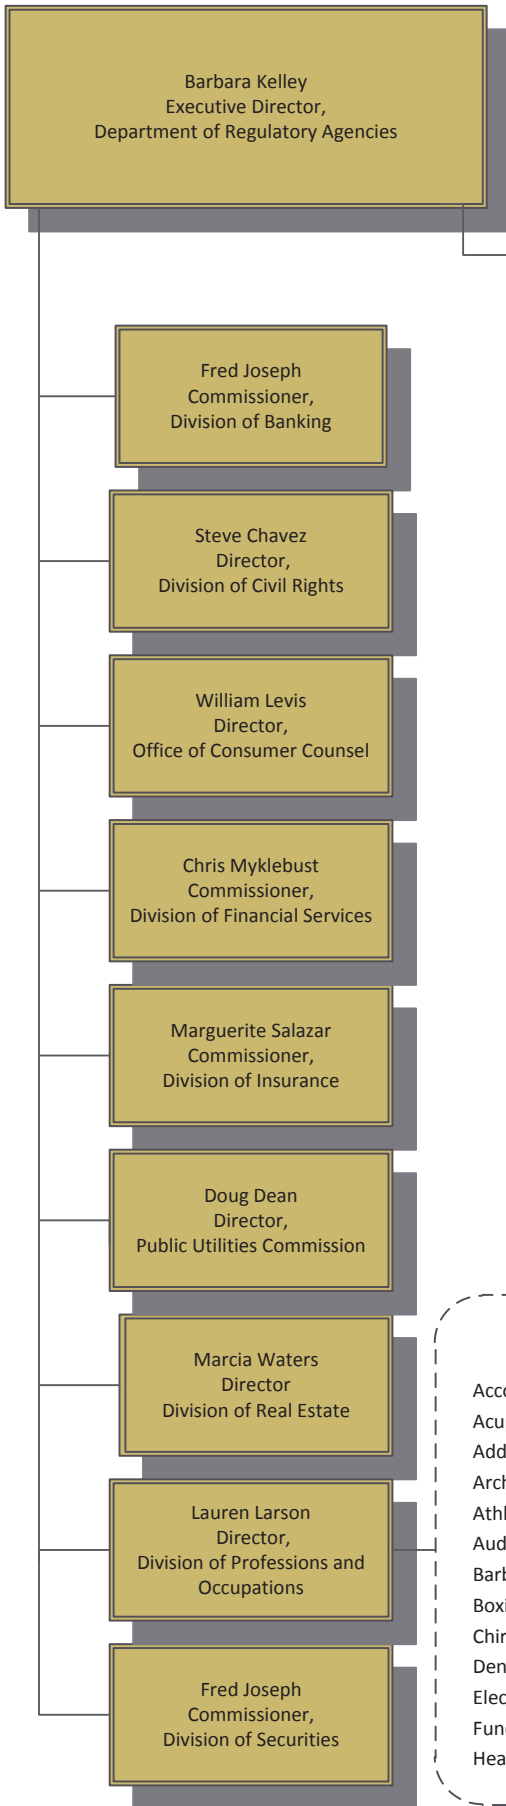 Barbara Kelley
Executive Director,
Department of Regulatory Agencies
Fred Joseph
Commissioner,
Division of Banking
Steve Chavez
Director,
Division of Civil Rights
William Levis
Director,
Office of Consumer Counsel
Chris Myklebust
Commissioner,
Division of Financial Services
Marguerite Salazar
Commissioner,
Division of Insurance
Doug Dean
Director,
Public Utilities Commission
Marcia Waters
Director
Division of Real Estate
Lauren Larson
Director,
Division of Professions and
Occupations
Fred Joseph
Commissioner,
Division of Securities